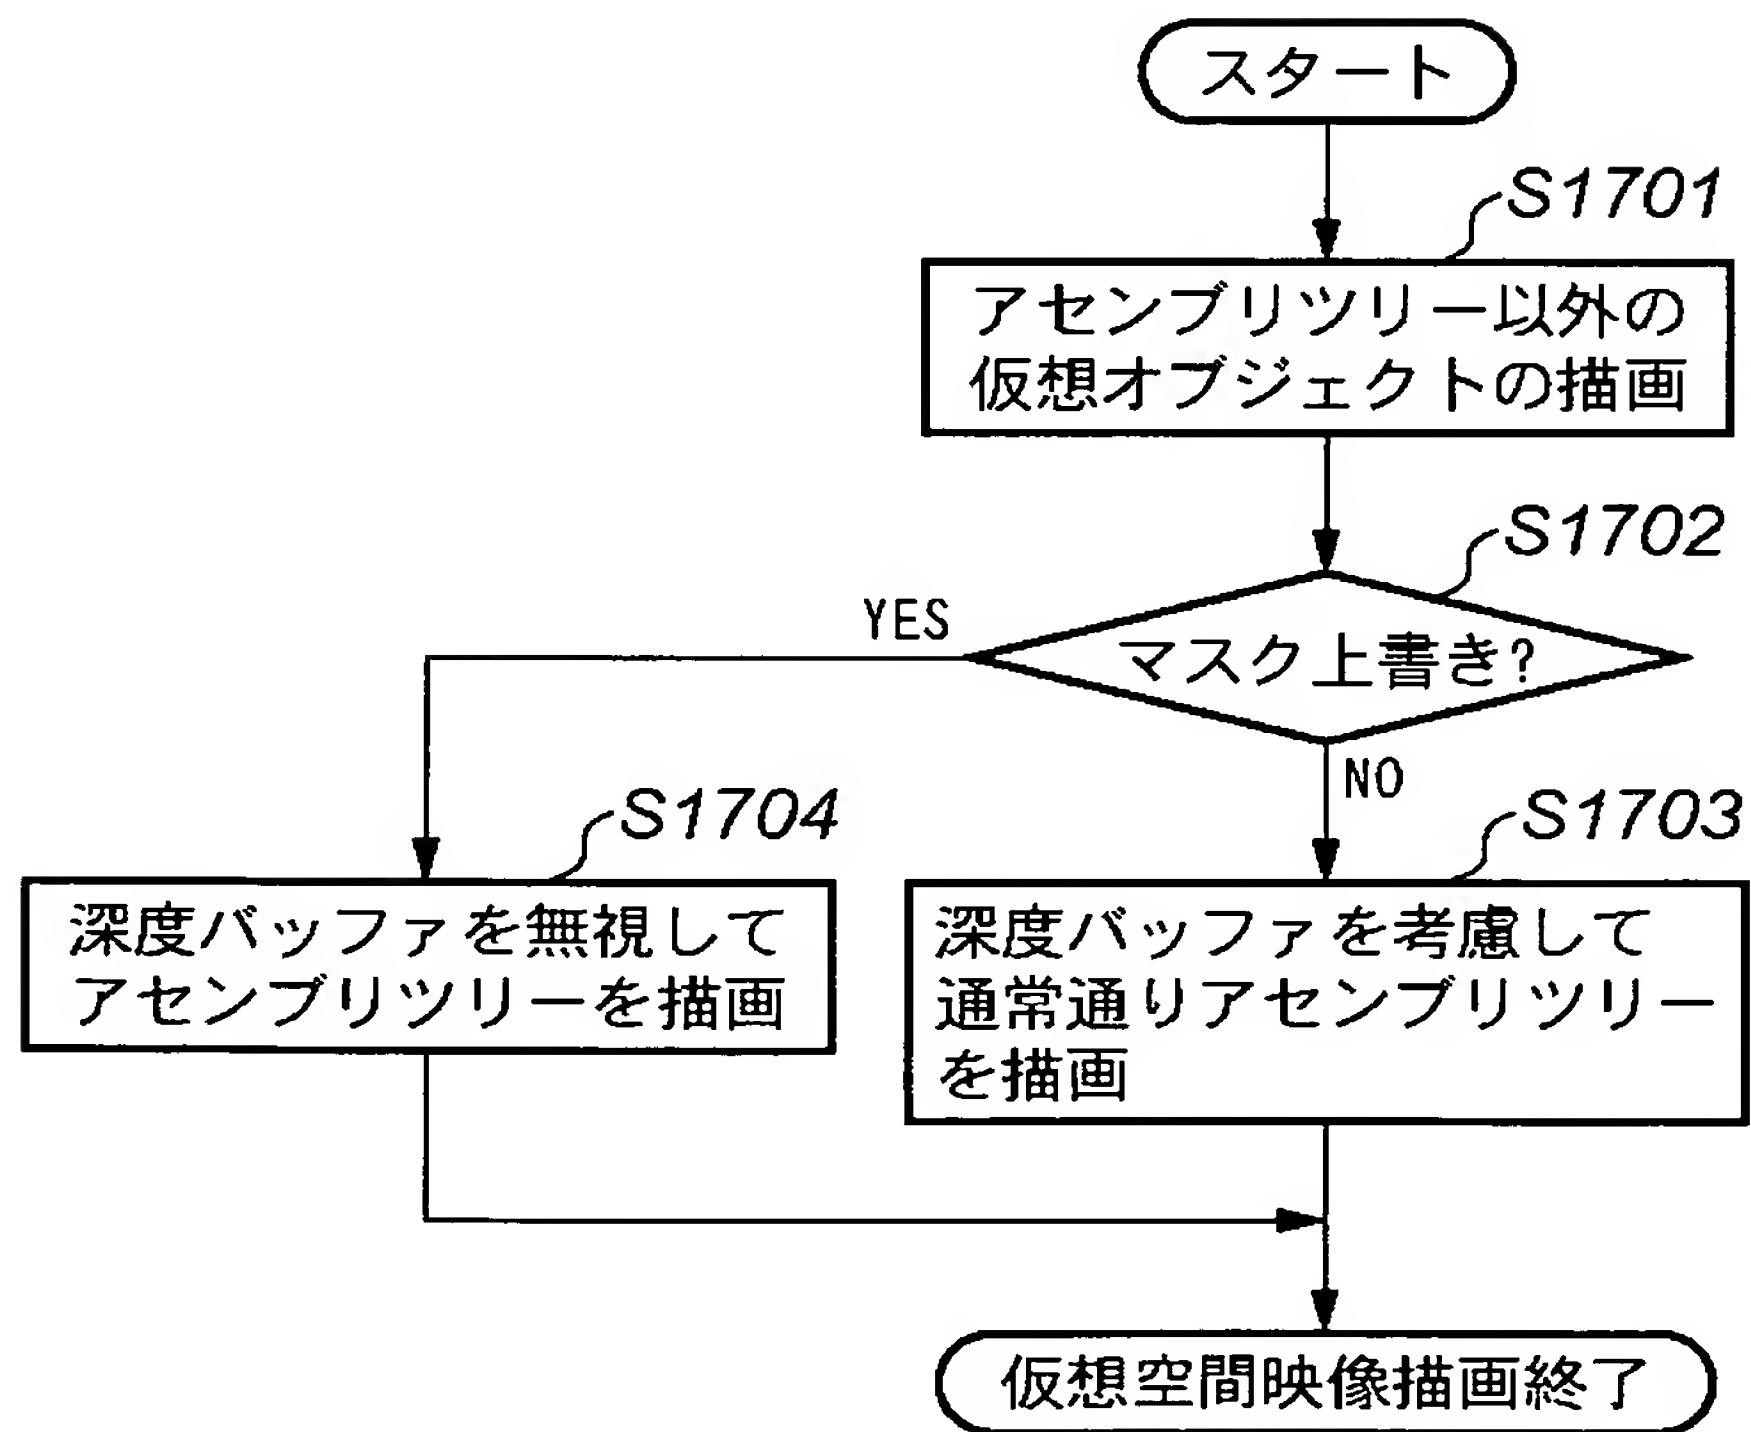 スタート
S1701
アセンブリツリー以外の
仮想オブジェクトの描画
S1702
マスク上書き?
YES
NO
S1704
深度バッファを無視して
アセンブリツリーを描画
S1703
深度バッファを考慮して
通常通りアセンブリツリー
を描画
仮想空間映像描画終了